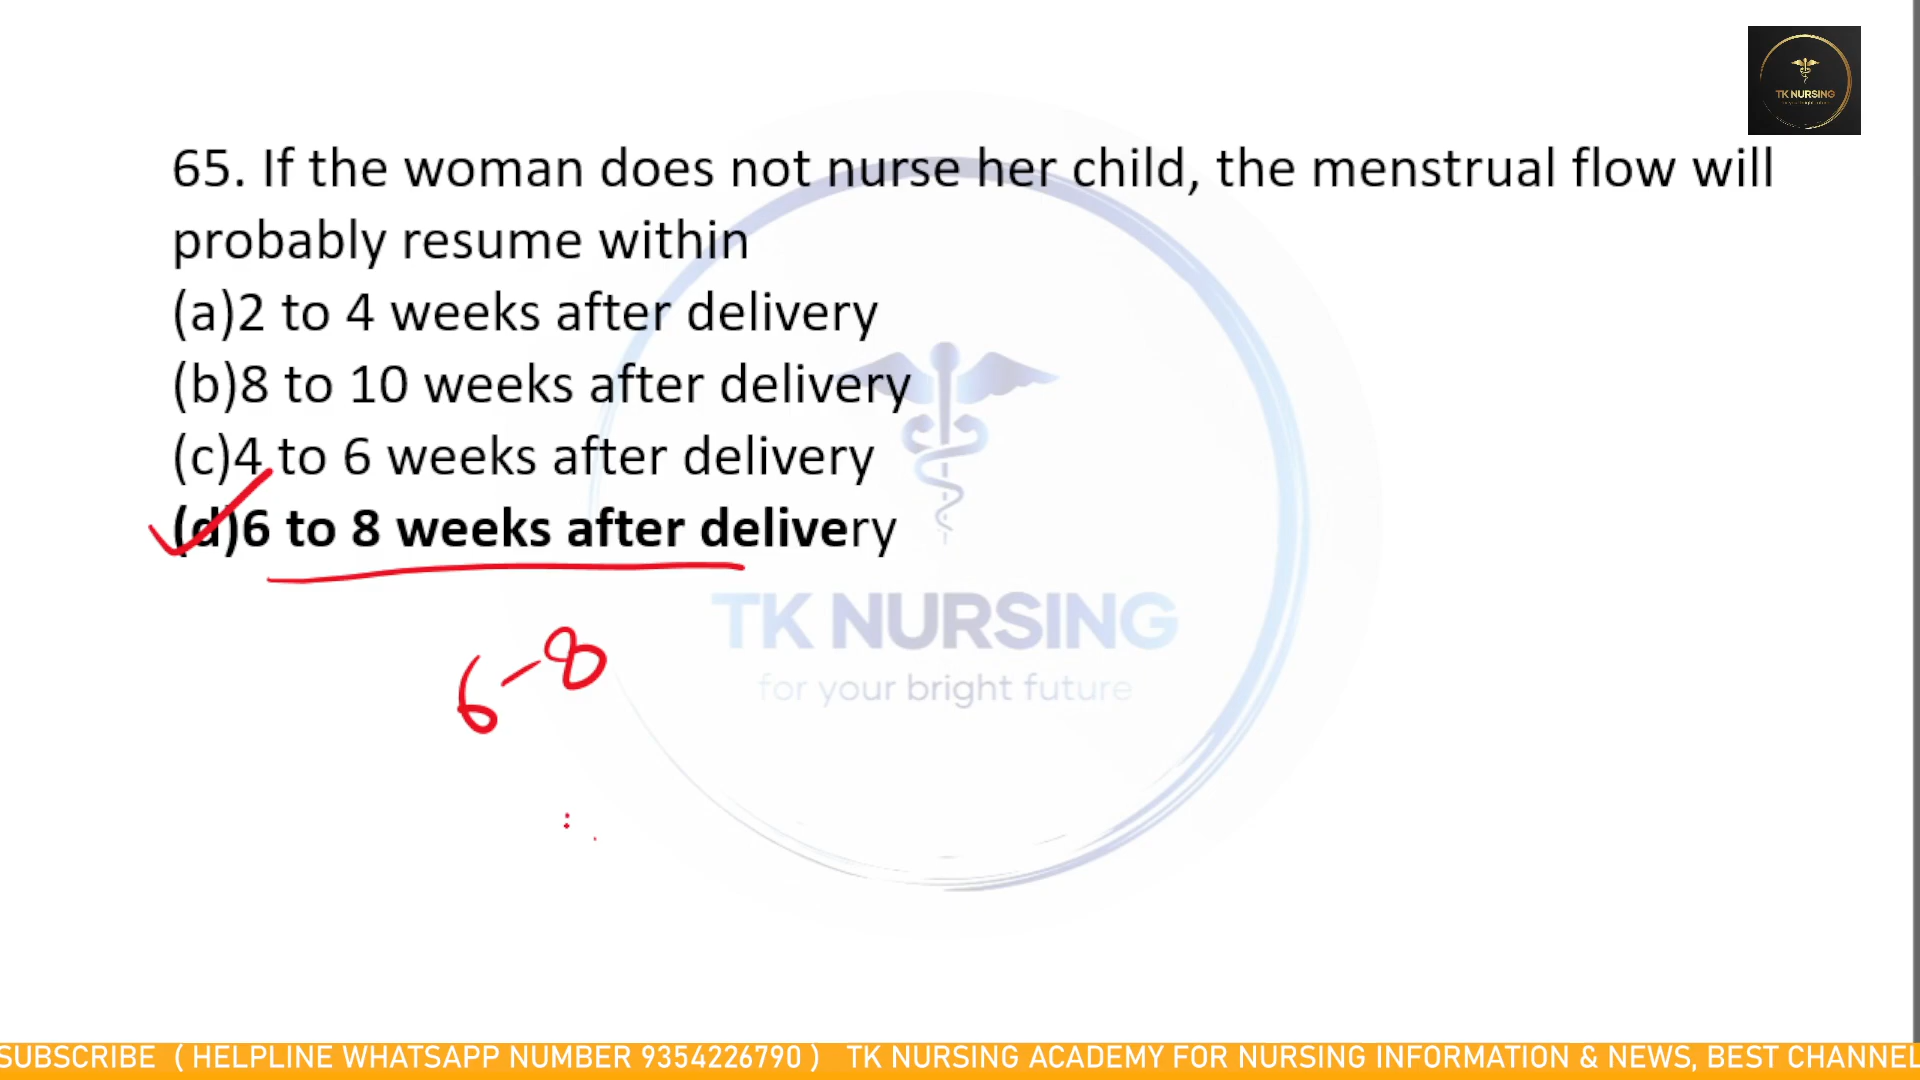 TK NURSING
65. If the woman does not nurse her child, the menstrual flow will
probably resume within
(a)2 to 4 weeks after delivery
(b)8 to 10 weeks after delivery
(c)4 to 6 weeks after delivery
(d)6 to 8 weeks after delivery
TK NURSING
6-8
for your bright future
SUBSCRIBE ( HELPLINE WHATSAPP NUMBER 9354226790 ) TK NURSING ACADEMY FOR NURSING INFORMATION & NEWS, BEST CHANNEL